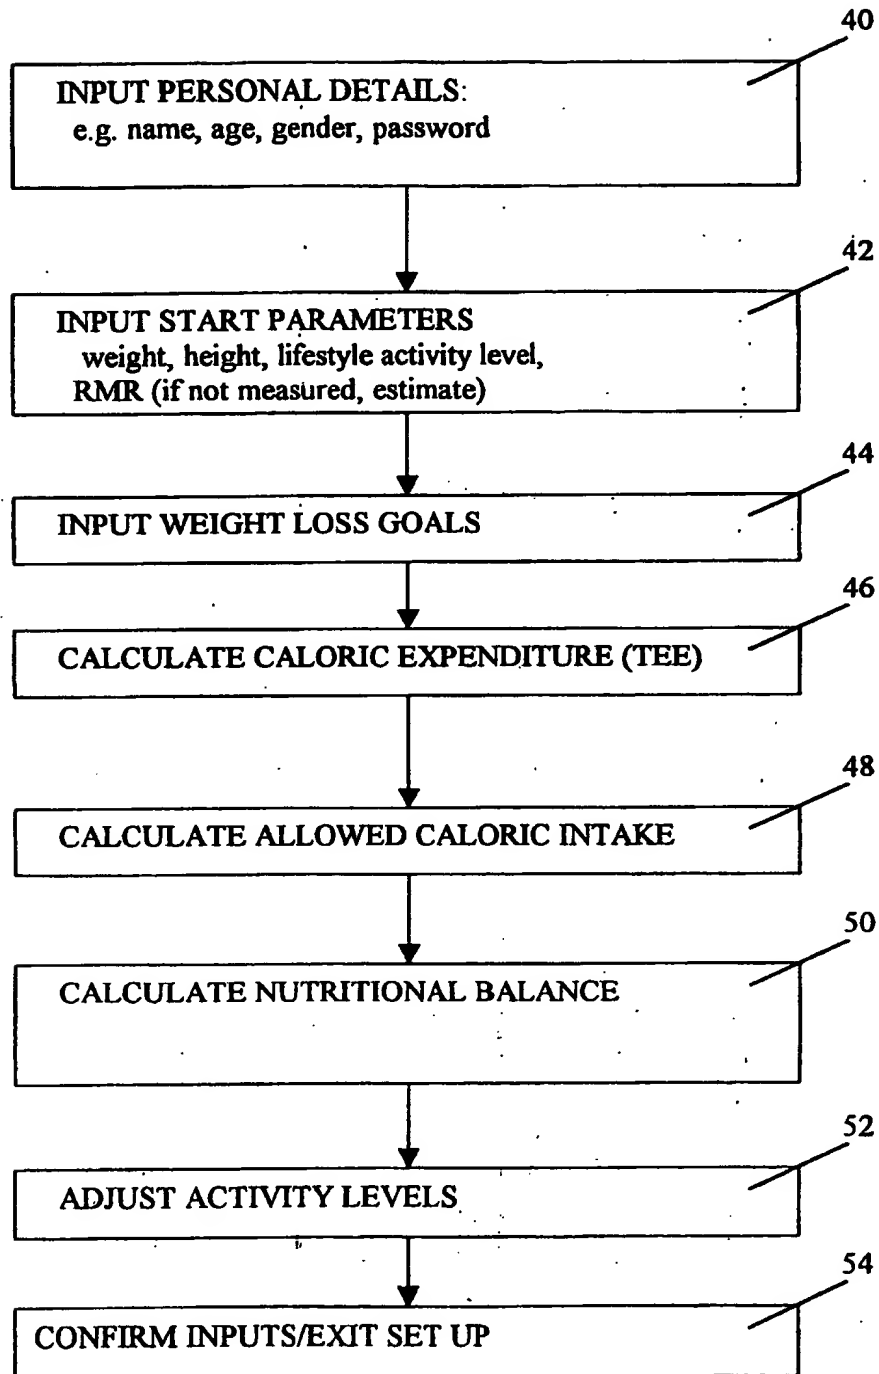 40
INPUT PERSONAL DETAILS:
e.g. name, age, gender, password
42
INPUT START PARAMETERS
weight, height, lifestyle activity level,
RMR (if not measured, estimate)
44
INPUT WEIGHT LOSS GOALS
46
CALCULATE CALORIC EXPENDITURE (TEE)
48
CALCULATE ALLOWED CALORIC INTAKE
50
CALCULATE NUTRITIONAL BALANCE
52
ADJUST ACTIVITY LEVELS
54
CONFIRM INPUTS/EXIT SET UP